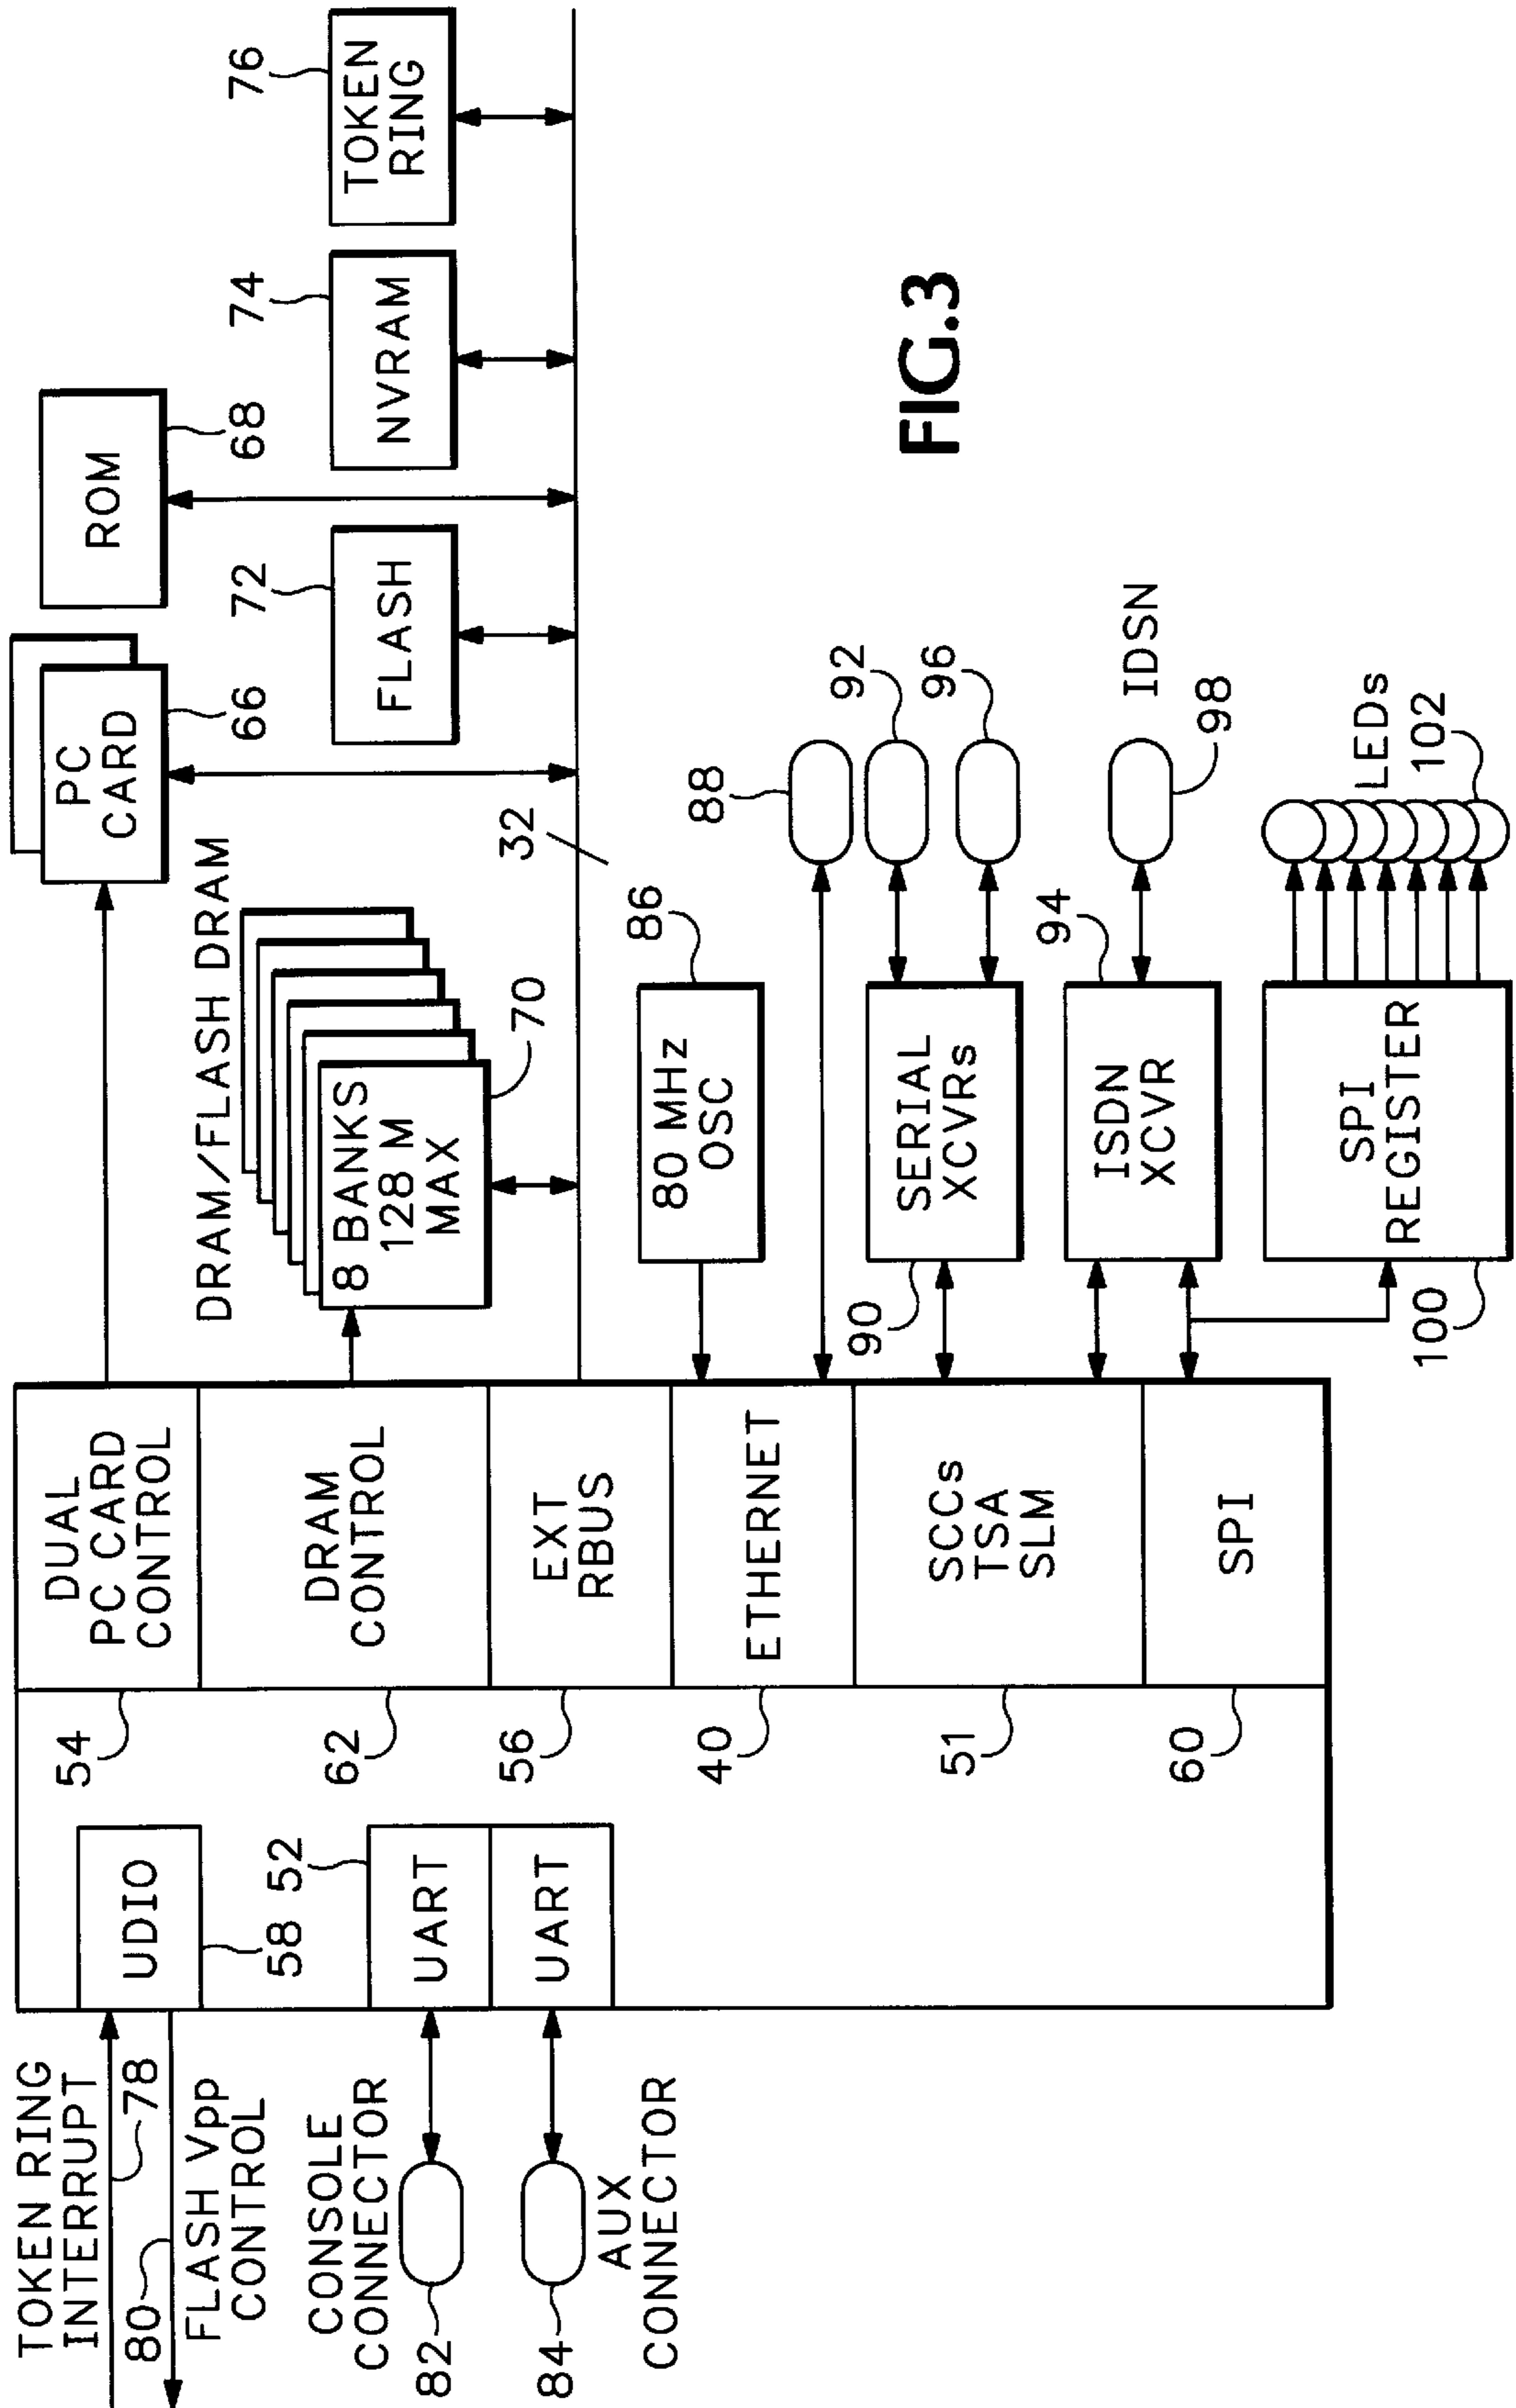 TOKEN RING
INTERRUPT
78
80
FLASH Vpp
CONTROL
CONSOLE
CONNECTOR
82
84
AUX
CONNECTOR
UDIO
58
52
UART
UART
54
62
56
40
51
60
DUAL
PC CARD
CONTROL
DRAM
CONTROL
EXT
RBUS
ETHERNET
SCCs
TSA
SLM
SPI
DRAM/FLASH DRAM
8 BANKS
128 M
MAX
70
32
PC
CARD
66
ROM
68
72
FLASH
74
NVRAM
76
TOKEN
RING
86
80 MHz
OSC
88
90
SERIAL
XCVRs
92
96
94
ISDN
XCVR
IDSN
98
100
SPI
REGISTER
LEDs
102
FIG.3